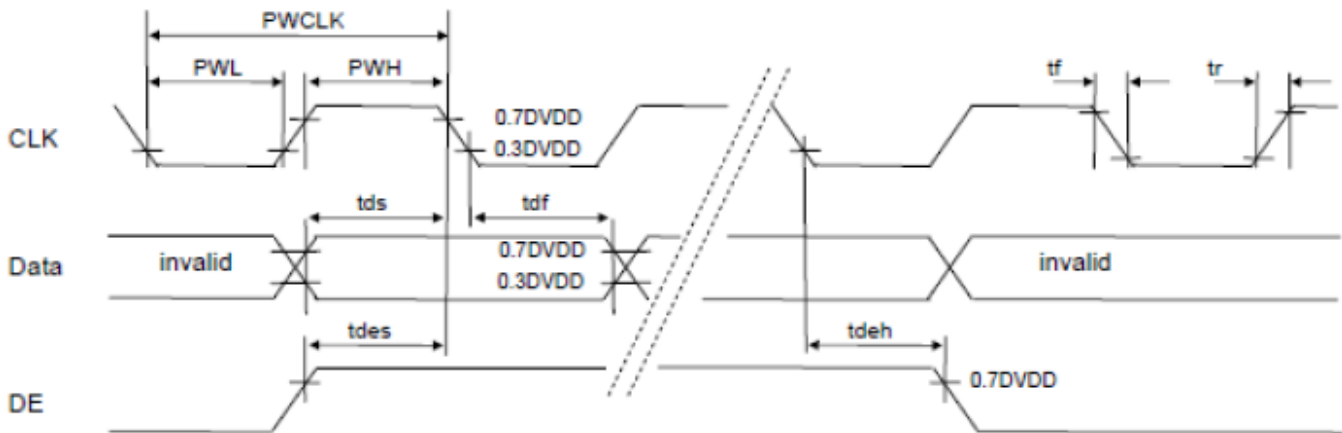 PWCLK
PWL PWH tf tr
CLK 0.7DVDD
0.3DVDD
tds tdf
Data invalid 0.7DVDD invalid
0.3DVDD
tdes tdeh
DE 0.7DVDD